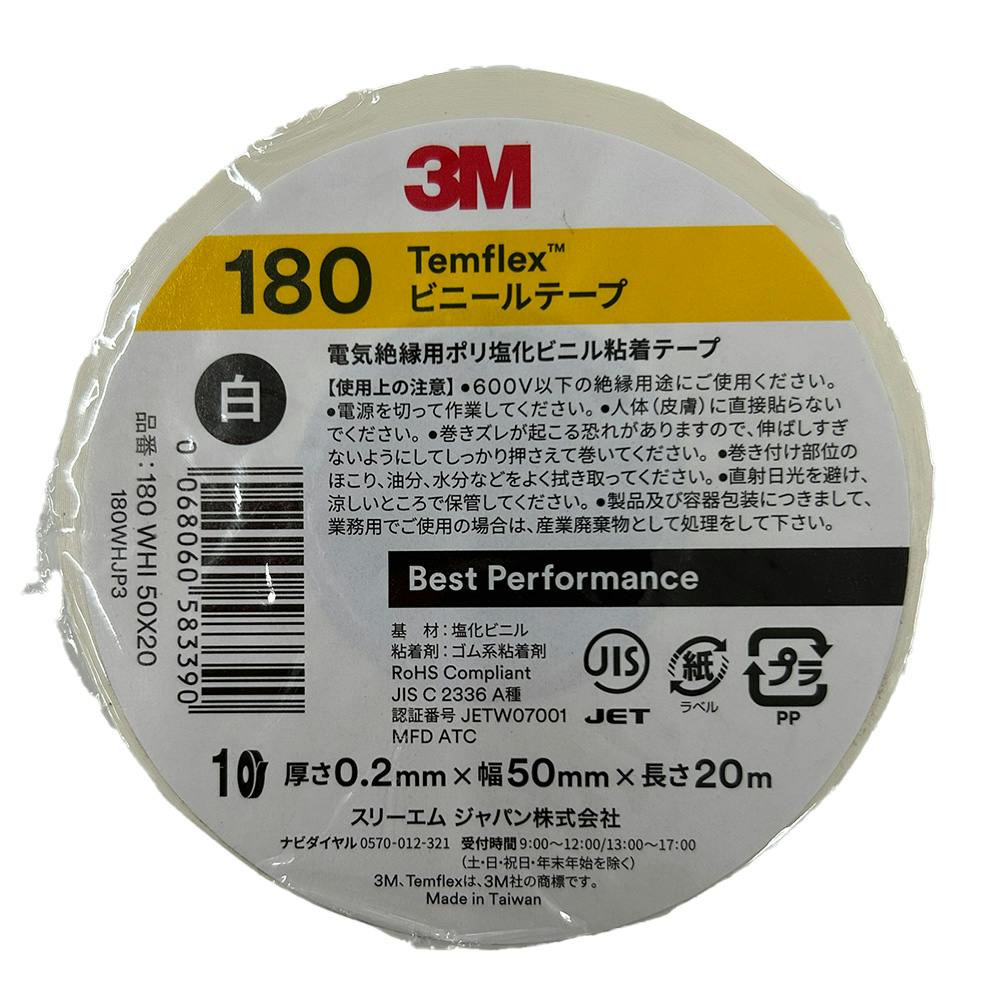 3M
180 Temflex™
ビニールテープ
白
電気絶縁用ポリ塩化ビニル粘着テープ
【使用上の注意】●600V以下の絶縁用途にご使用ください。
●電源を切って作業してください。●人体(皮膚)に直接貼らない
でください。●巻きズレが起こる恐れがありますので、伸ばしすぎ
ないようにしてしっかり押さえて巻いてください。●巻き付け部位の
ほこり、油分、水分などをよく拭き取ってください。●直射日光を避け、
涼しいところで保管してください。●製品及び容器包装につきまして、
業務用でご使用の場合は、産業廃棄物として処理をして下さい。
品番:180 WHI 50X20
180WHJP3
0 068060 583390
Best Performance
基 材:塩化ビニル
粘着剤:ゴム系粘着剤
RoHS Compliant
JIS C 2336 A種
認証番号 JETW07001
MFD ATC
JIS
JET
紙
ラベル
プラ
PP
10 厚さ0.2mm×幅50mm×長さ20m
スリーエム ジャパン株式会社
ナビダイヤル 0570-012-321 受付時間 9:00〜12:00/13:00〜17:00
(土・日・祝日・年末年始を除く)
3M、Temflexは、3M社の商標です。
Made in Taiwan